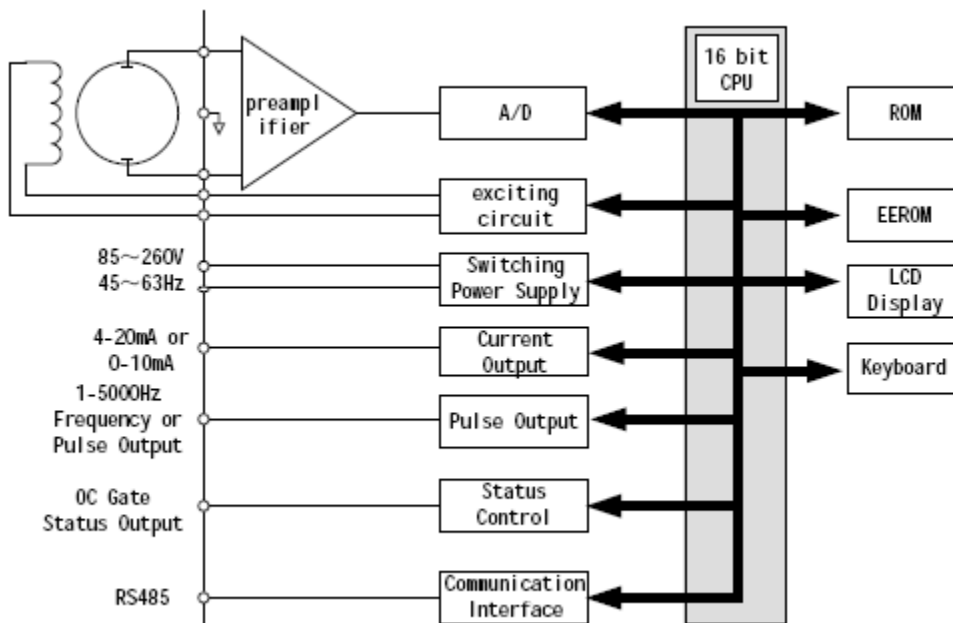 16 bit
CPU
preampl
ifier
A/D
ROM
exciting
circuit
EEROM
85～260V
45～63Hz
Switching
Power Supply
LCD
Display
4-20mA or
0-10mA
Current
Output
Keyboard
1-5000Hz
Frequency or
Pulse Output
Pulse Output
OC Gate
Status Output
Status
Control
RS485
Communication
Interface